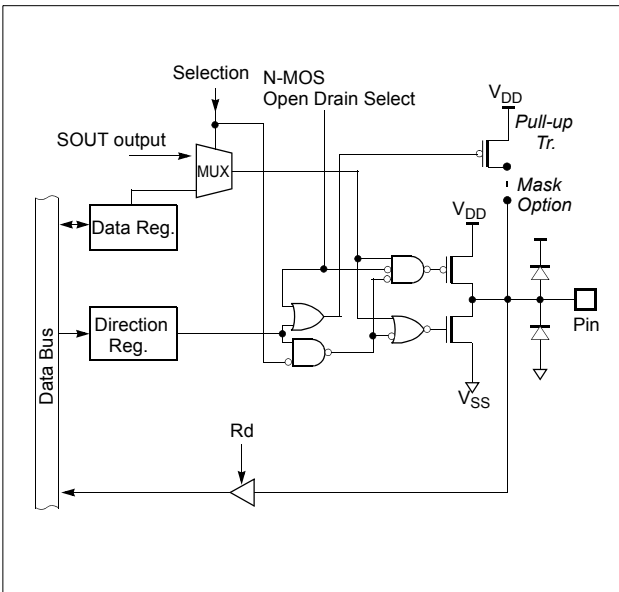 Selection
N-MOS
Open Drain Select
VDD
Pull-up
Tr.
SOUT output
MUX
Mask
Option
Data Reg.
VDD
Direction
Reg.
Pin
Data Bus
VSS
Rd